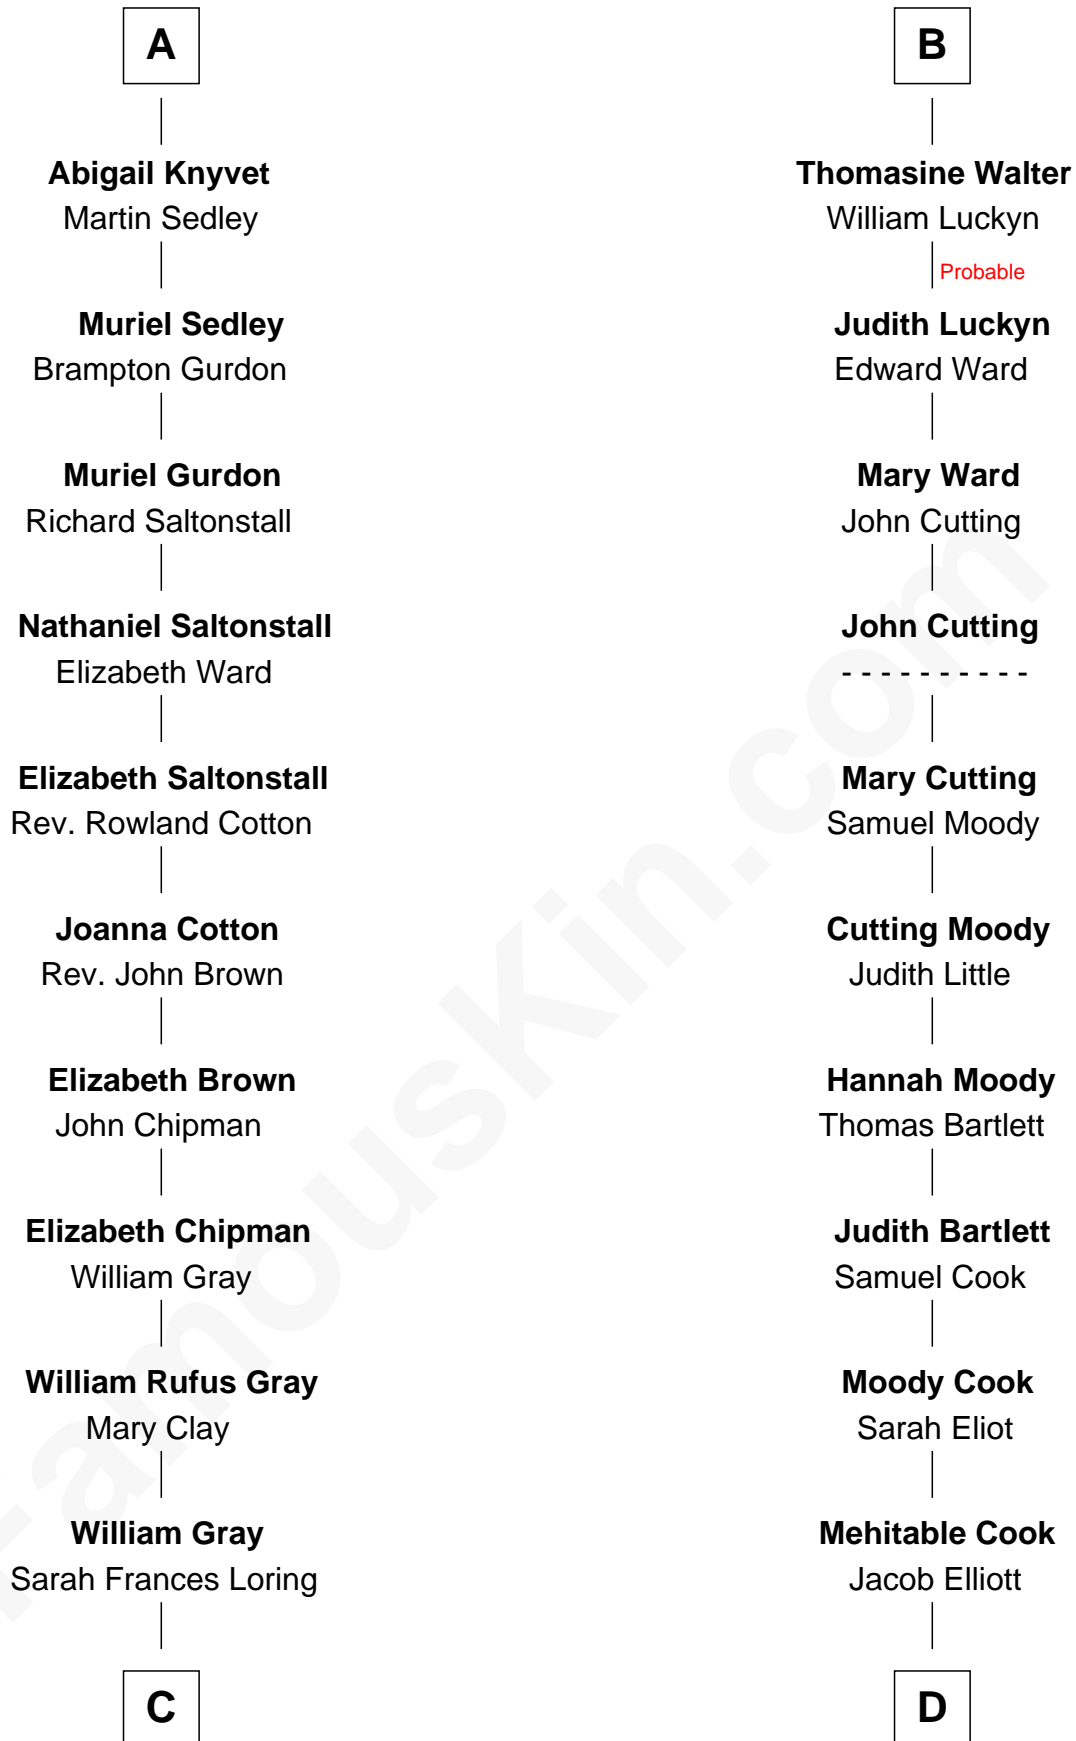 A
Abigail Knyvet
Martin Sedley
Muriel Sedley
Brampton Gurdon
Muriel Gurdon
Richard Saltonstall
Nathaniel Saltonstall
Elizabeth Ward
Elizabeth Saltonstall
Rev. Rowland Cotton
Joanna Cotton
Rev. John Brown
Elizabeth Brown
John Chipman
Elizabeth Chipman
William Gray
William Rufus Gray
Mary Clay
William Gray
Sarah Frances Loring
C
B
Thomasine Walter
William Luckyn
Probable
Judith Luckyn
Edward Ward
Mary Ward
John Cutting
John Cutting
- - - - - - - - - -
Mary Cutting
Samuel Moody
Cutting Moody
Judith Little
Hannah Moody
Thomas Bartlett
Judith Bartlett
Samuel Cook
Moody Cook
Sarah Eliot
Mehitable Cook
Jacob Elliott
D
FamousKin.com